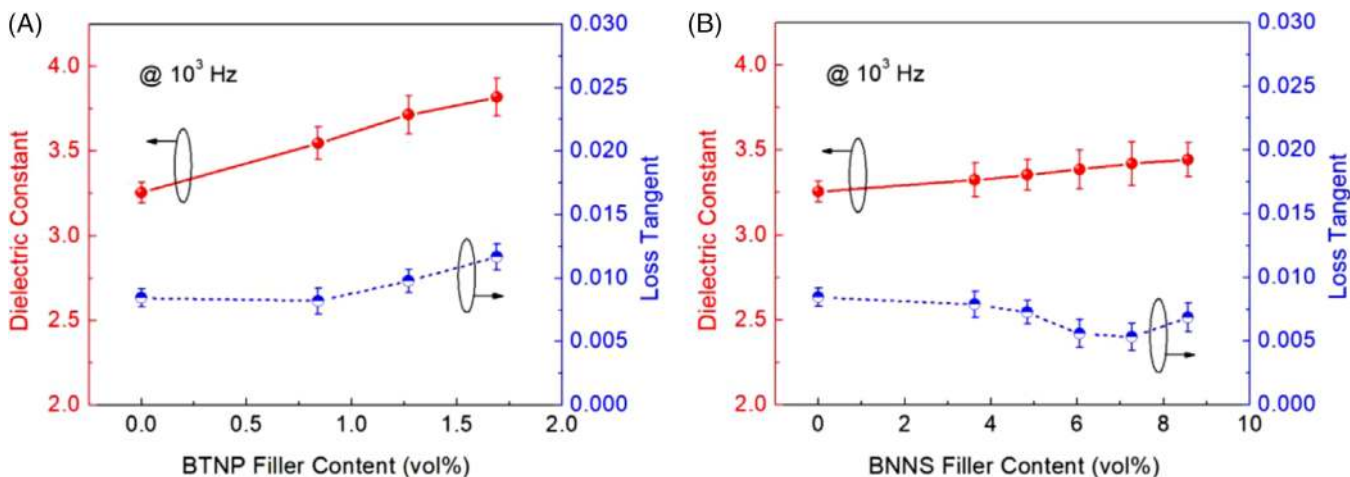 (A)
@ 10³ Hz
Dielectric Constant
4.0
3.5
3.0
2.5
2.0
0.0 0.5 1.0 1.5 2.0
BTNP Filler Content (vol%)
0.030
0.025
0.020
0.015
0.010
0.005
0.000
Loss Tangent
(B)
@ 10³ Hz
Dielectric Constant
4.0
3.5
3.0
2.5
2.0
0 2 4 6 8 10
BNNS Filler Content (vol%)
0.030
0.025
0.020
0.015
0.010
0.005
0.000
Loss Tangent